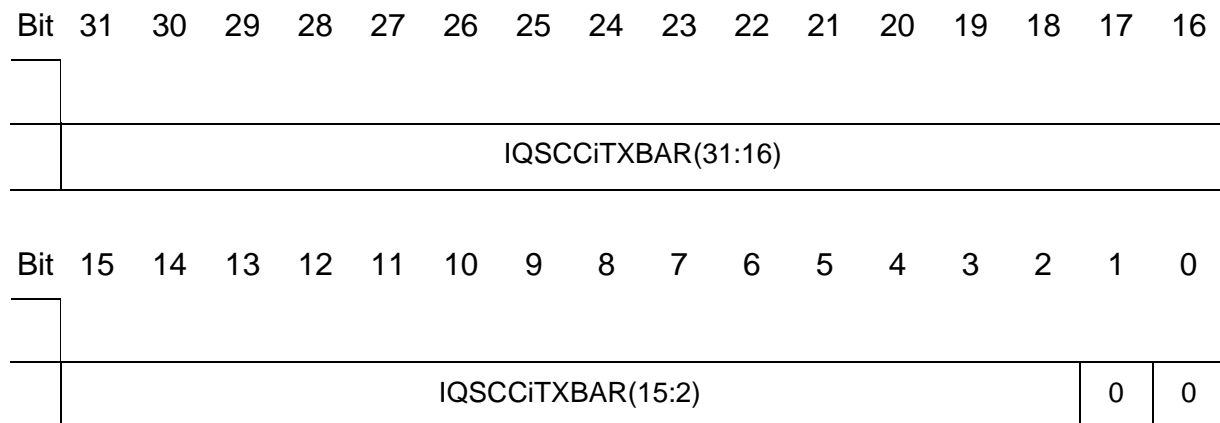 Bit 31 30 29 28 27 26 25 24 23 22 21 20 19 18 17 16
IQSCCiTXBAR(31:16)
Bit 15 14 13 12 11 10 9 8 7 6 5 4 3 2 1 0
IQSCCiTXBAR(15:2) 0 0